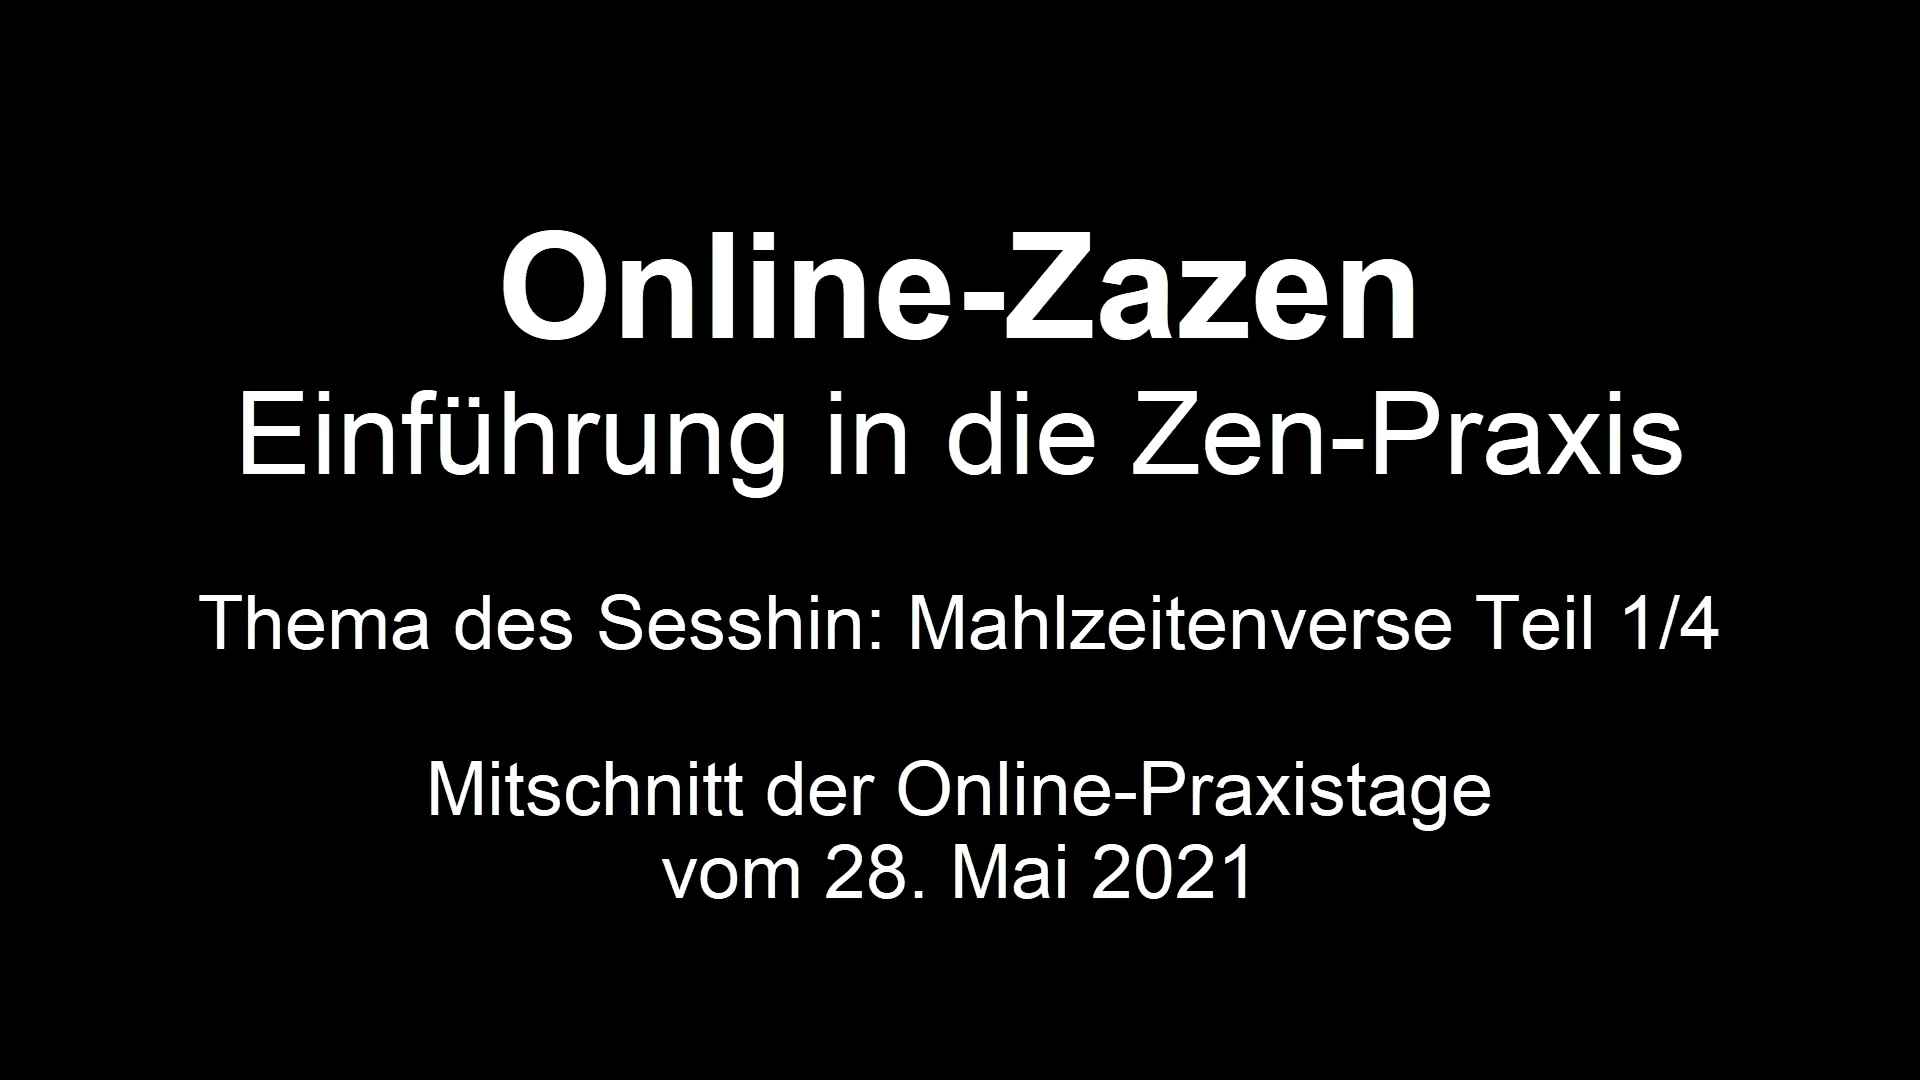 Online-Zazen
Einführung in die Zen-Praxis
Thema des Sesshin: Mahlzeitenverse Teil 1/4
Mitschnitt der Online-Praxistage
vom 28. Mai 2021